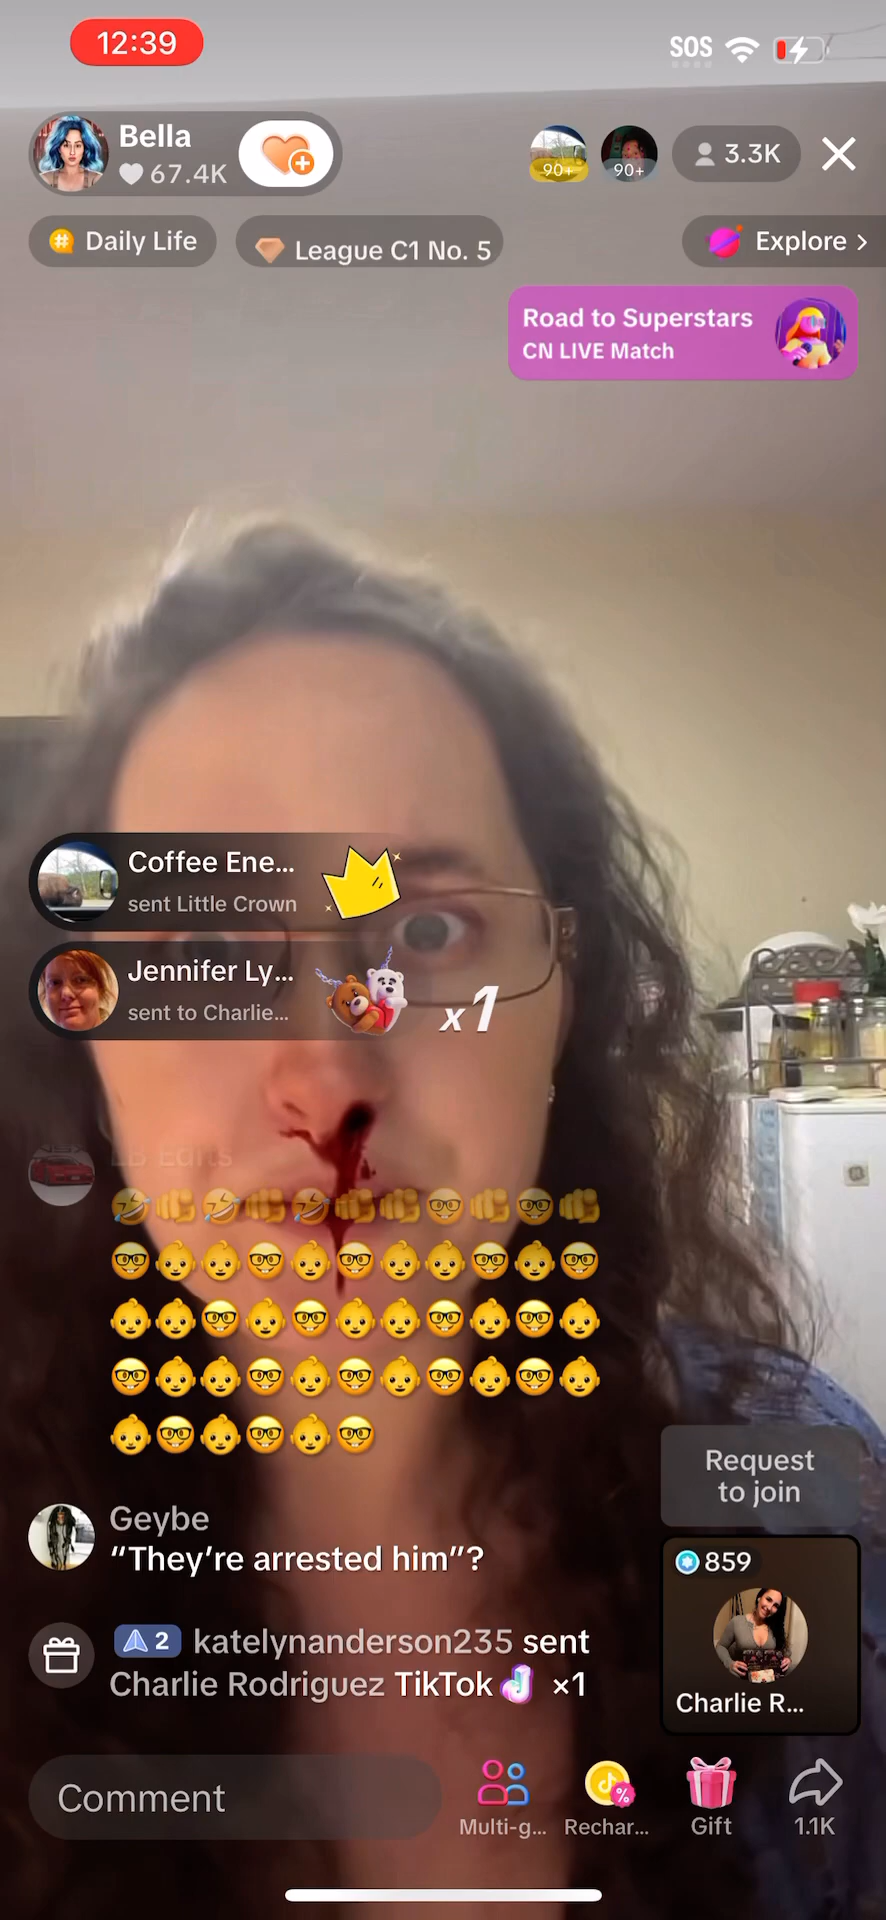 12:39
SOS
Bella
67.4K
90+
90+
3.3K
Daily Life
League C1 No. 5
Explore >
Road to Superstars
CN LIVE Match
Coffee Ene...
sent Little Crown
Jennifer Ly...
sent to Charlie...
x1
LB Edits
🤣🫵🤣🫵🤣🫵🫵🤓🫵🤓🫵
🤓👶👶🤓👶🤓👶👶🤓👶🤓
👶👶🤓👶🤓👶👶🤓👶🤓👶
🤓👶👶🤓👶🤓👶🤓👶🤓👶
👶🤓👶🤓👶🤓
Geybe
“They’re arrested him”?
2 katelynanderson235 sent
Charlie Rodriguez TikTok ×1
Request
to join
859
Charlie R...
Comment
Multi-g...
Rechar...
Gift
1.1K